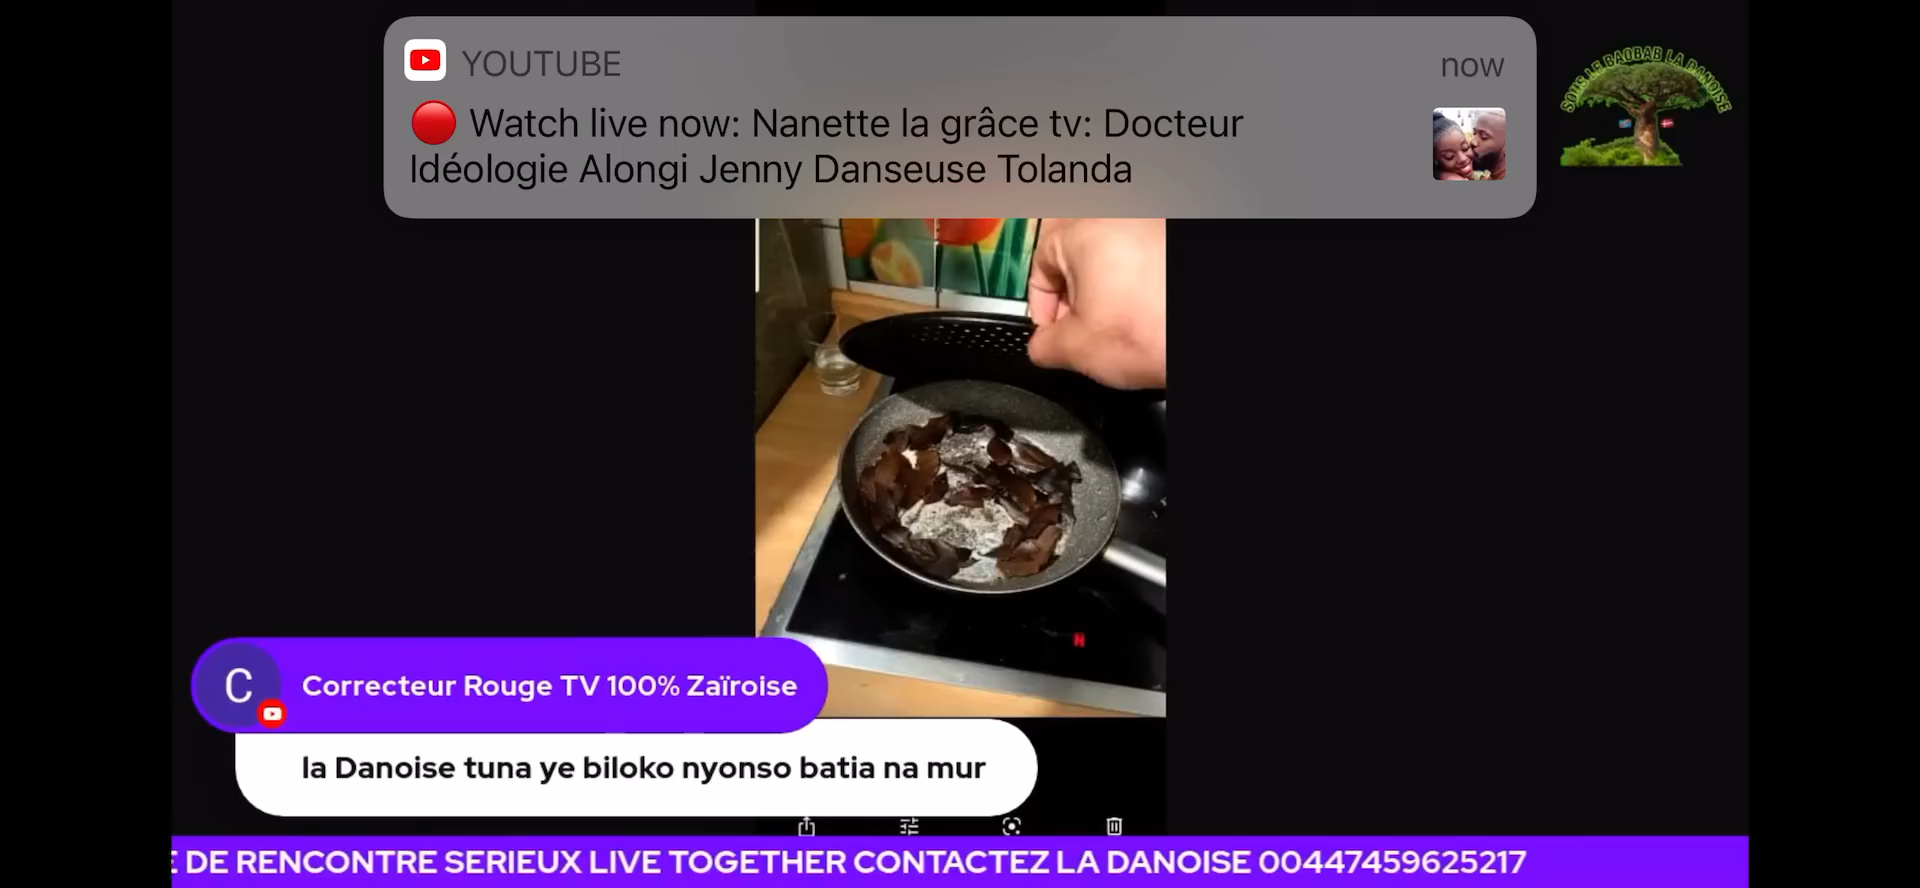 YOUTUBE
now
Watch live now: Nanette la grâce tv: Docteur
Idéologie Alongi Jenny Danseuse Tolanda
SOUS LE BAOBAB LA DANOISE
C
Correcteur Rouge TV 100% Zaïroise
la Danoise tuna ye biloko nyonso batia na mur
H
DE RENCONTRE SERIEUX LIVE TOGETHER CONTACTEZ LA DANOISE 00447459625217